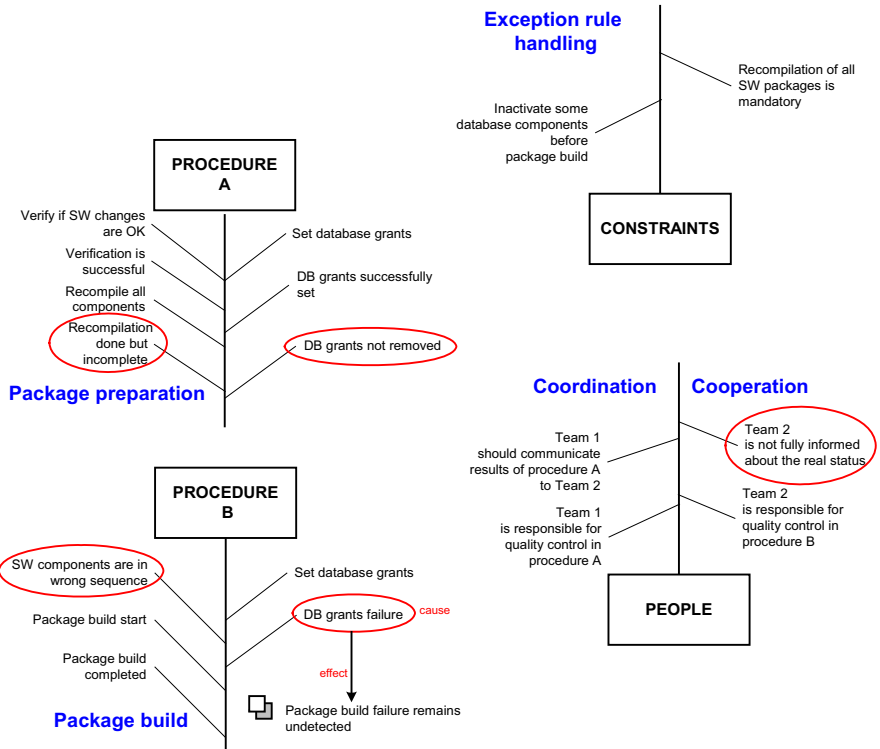 Exception rule
handling
Recompilation of all
SW packages is
mandatory
Inactivate some
database components
before
package build
CONSTRAINTS
PROCEDURE
A
Verify if SW changes
are OK
Verification is
successful
Recompile all
components
Recompilation
done but
incomplete
Set database grants
DB grants successfully
set
DB grants not removed
Package preparation
Coordination
Cooperation
Team 1
should communicate
results of procedure A
to Team 2
Team 1
is responsible for
quality control in
procedure A
Team 2
is not fully informed
about the real status
Team 2
is responsible for
quality control in
procedure B
PEOPLE
PROCEDURE
B
SW components are in
wrong sequence
Package build start
Package build
completed
Set database grants
DB grants failure
cause
effect
Package build failure remains
undetected
Package build